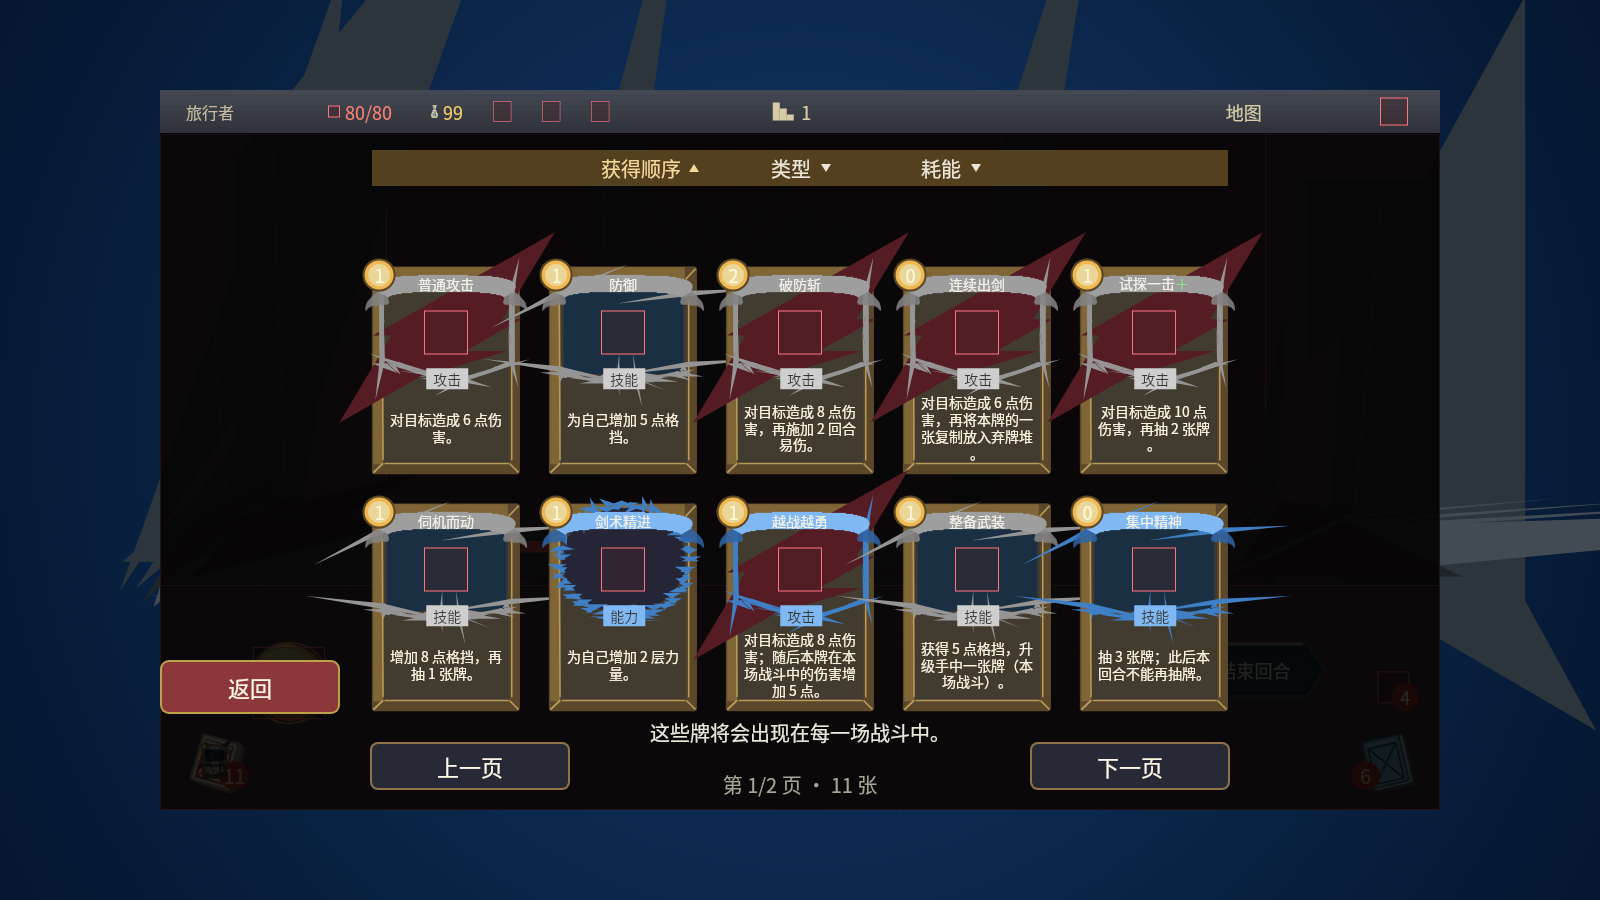 旅行者
80/80
99
1
地图
获得顺序
类型
耗能
1
普通攻击
攻击
对目标造成 6 点伤
害。
1
防御
技能
为自己增加 5 点格
挡。
2
破防斩
攻击
对目标造成 8 点伤
害，再施加 2 回合
易伤。
0
连续出剑
攻击
对目标造成 6 点伤
害，再将本牌的一
张复制放入弃牌堆
。
1
试探一击+
攻击
对目标造成 10 点
伤害，再抽 2 张牌
。
1
伺机而动
技能
增加 8 点格挡，再
抽 1 张牌。
1
剑术精进
能力
为自己增加 2 层力
量。
1
越战越勇
攻击
对目标造成 8 点伤
害；随后本牌在本
场战斗中的伤害增
加 5 点。
1
整备武装
技能
获得 5 点格挡，升
级手中一张牌（本
场战斗）。
0
集中精神
技能
抽 3 张牌；此后本
回合不能再抽牌。
返回
结束回合
4
这些牌将会出现在每一场战斗中。
上一页
下一页
第 1/2 页 · 11 张
11
6